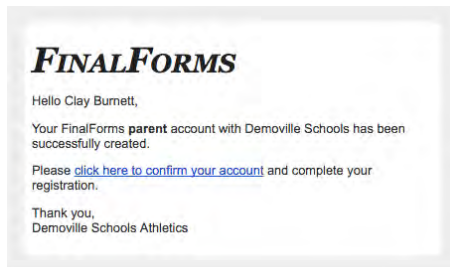 FINALFORMS
Hello Clay Burnett,
Your FinalForms parent account with Demoville Schools has been
successfully created.
Please click here to confirm your account and complete your
registration.
Thank you,
Demoville Schools Athletics